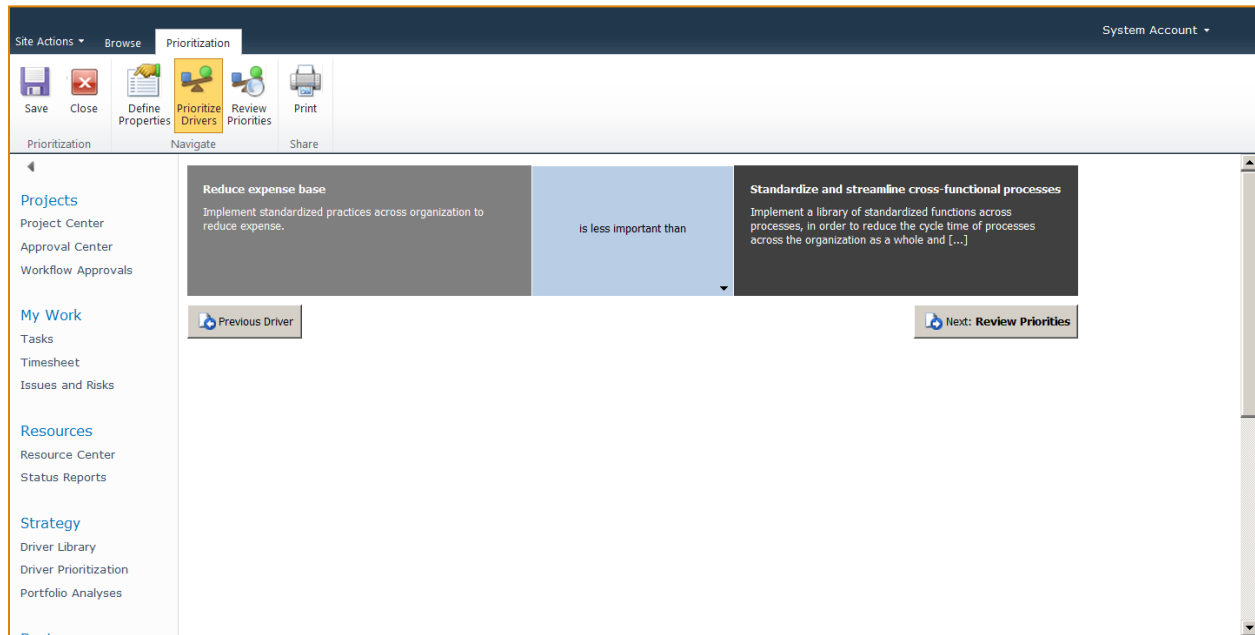 System Account
Site Actions Browse Prioritization
Save Close Define Properties Prioritize Drivers Review Priorities Print
Prioritization Navigate Share
Projects
Project Center
Approval Center
Workflow Approvals
My Work
Tasks
Timesheet
Issues and Risks
Resources
Resource Center
Status Reports
Strategy
Driver Library
Driver Prioritization
Portfolio Analyses
Reduce expense base
Implement standardized practices across organization to
reduce expense.
is less important than
Standardize and streamline cross-functional processes
Implement a library of standardized functions across
processes, in order to reduce the cycle time of processes
across the organization as a whole and [...]
Previous Driver
Next: Review Priorities